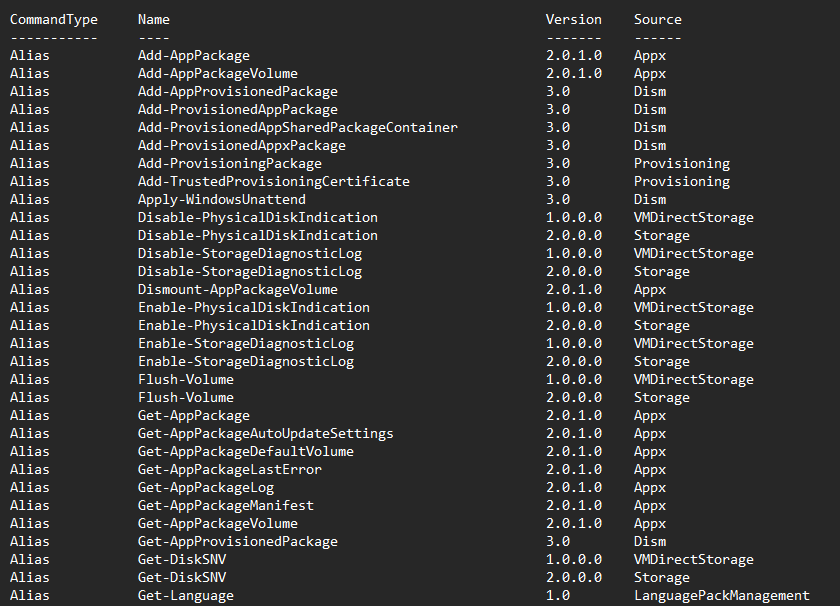 CommandType     Name                                               Version    Source
-----------     ----                                               -------    ------
Alias           Add-AppPackage                                     2.0.1.0    Appx
Alias           Add-AppPackageVolume                               2.0.1.0    Appx
Alias           Add-AppProvisionedPackage                          3.0        Dism
Alias           Add-ProvisionedAppPackage                          3.0        Dism
Alias           Add-ProvisionedAppSharedPackageContainer           3.0        Dism
Alias           Add-ProvisionedAppxPackage                         3.0        Dism
Alias           Add-ProvisioningPackage                            3.0        Provisioning
Alias           Add-TrustedProvisioningCertificate                 3.0        Provisioning
Alias           Apply-WindowsUnattend                              3.0        Dism
Alias           Disable-PhysicalDiskIndication                     1.0.0.0    VMDirectStorage
Alias           Disable-PhysicalDiskIndication                     2.0.0.0    Storage
Alias           Disable-StorageDiagnosticLog                       1.0.0.0    VMDirectStorage
Alias           Disable-StorageDiagnosticLog                       2.0.0.0    Storage
Alias           Dismount-AppPackageVolume                          2.0.1.0    Appx
Alias           Enable-PhysicalDiskIndication                      1.0.0.0    VMDirectStorage
Alias           Enable-PhysicalDiskIndication                      2.0.0.0    Storage
Alias           Enable-StorageDiagnosticLog                        1.0.0.0    VMDirectStorage
Alias           Enable-StorageDiagnosticLog                        2.0.0.0    Storage
Alias           Flush-Volume                                       1.0.0.0    VMDirectStorage
Alias           Flush-Volume                                       2.0.0.0    Storage
Alias           Get-AppPackage                                     2.0.1.0    Appx
Alias           Get-AppPackageAutoUpdateSettings                   2.0.1.0    Appx
Alias           Get-AppPackageDefaultVolume                        2.0.1.0    Appx
Alias           Get-AppPackageLastError                            2.0.1.0    Appx
Alias           Get-AppPackageLog                                  2.0.1.0    Appx
Alias           Get-AppPackageManifest                             2.0.1.0    Appx
Alias           Get-AppPackageVolume                               2.0.1.0    Appx
Alias           Get-AppProvisionedPackage                          3.0        Dism
Alias           Get-DiskSNV                                        1.0.0.0    VMDirectStorage
Alias           Get-DiskSNV                                        2.0.0.0    Storage
Alias           Get-Language                                       1.0        LanguagePackManagement